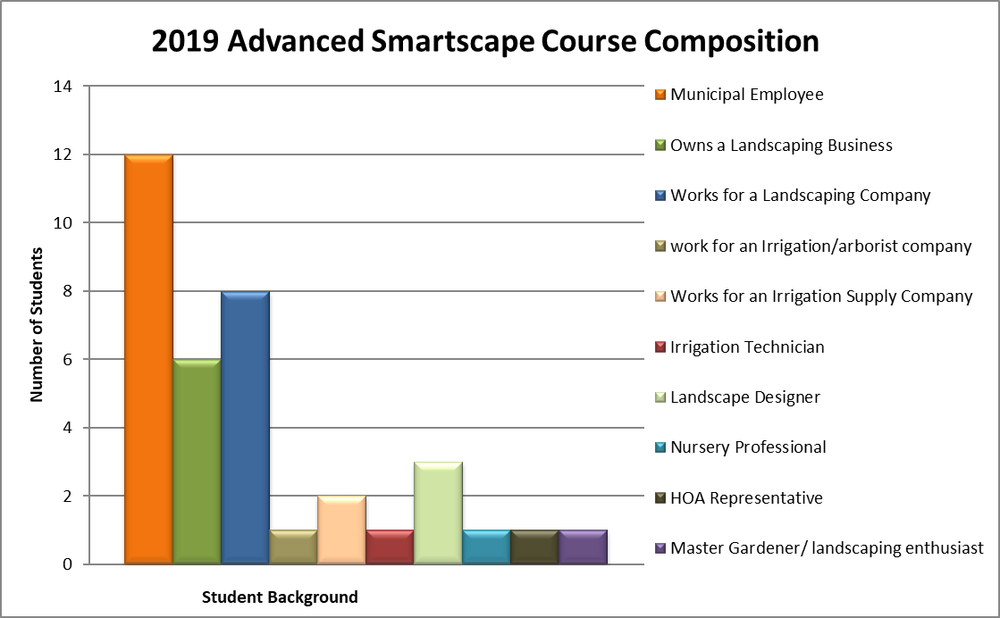 2019 Advanced Smartscape Course Composition
Number of Students
14
12
10
8
6
4
2
0
Student Background
Municipal Employee
Owns a Landscaping Business
Works for a Landscaping Company
work for an Irrigation/arborist company
Works for an Irrigation Supply Company
Irrigation Technician
Landscape Designer
Nursery Professional
HOA Representative
Master Gardener/ landscaping enthusiast